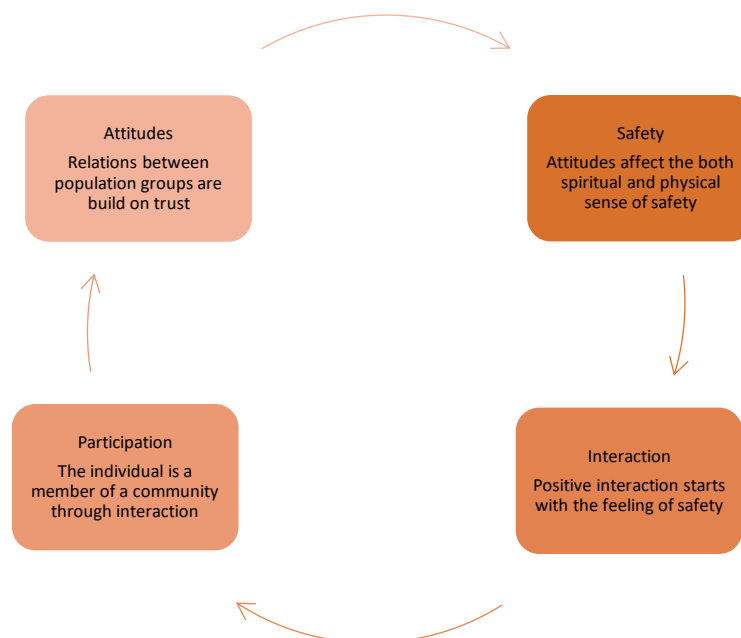 Attitudes
Relations between
population groups are
build on trust
Safety
Attitudes affect the both
spiritual and physical
sense of safety
Interaction
Positive interaction starts
with the feeling of safety
Participation
The individual is a
member of a community
through interaction